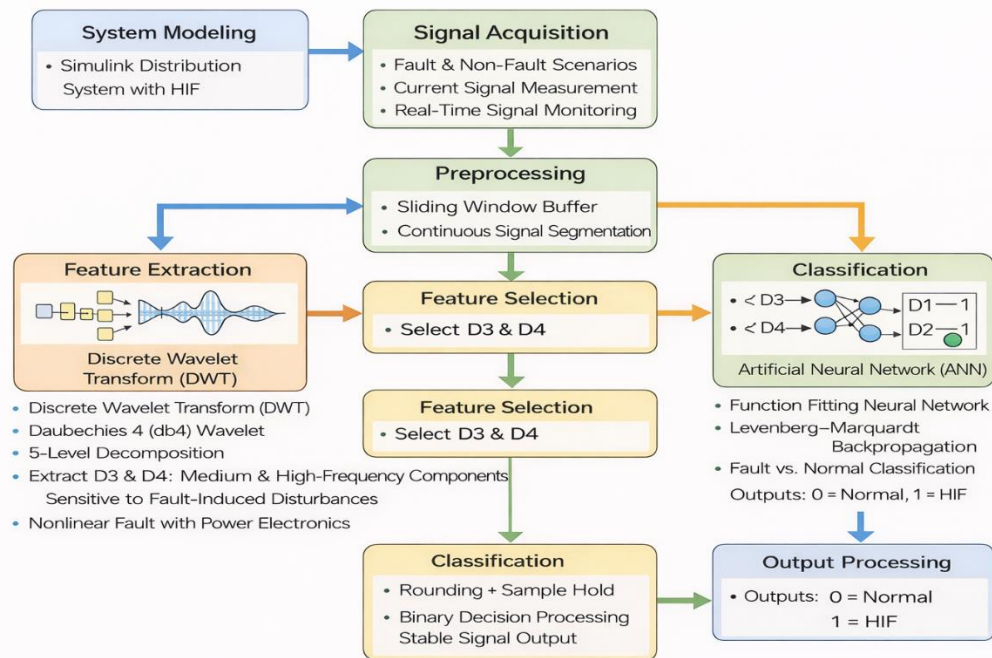 System Modeling
• Simulink Distribution
System with HIF
Signal Acquisition
• Fault & Non-Fault Scenarios
• Current Signal Measurement
• Real-Time Signal Monitoring
Preprocessing
• Sliding Window Buffer
• Continuous Signal Segmentation
Feature Extraction
Discrete Wavelet
Transform (DWT)
• Discrete Wavelet Transform (DWT)
• Daubechies 4 (db4) Wavelet
• 5-Level Decomposition
• Extract D3 & D4: Medium & High-Frequency Components
Sensitive to Fault-Induced Disturbances
• Nonlinear Fault with Power Electronics
Feature Selection
• Select D3 & D4
Feature Selection
• Select D3 & D4
Classification
• < D3
• < D4
D1 — 1
D2 — 1
Artificial Neural Network (ANN)
• Function Fitting Neural Network
• Levenberg–Marquardt
Backpropagation
• Fault vs. Normal Classification
Outputs: 0 = Normal, 1 = HIF
Classification
• Rounding + Sample Hold
• Binary Decision Processing
Stable Signal Output
Output Processing
• Outputs: 0 = Normal
1 = HIF